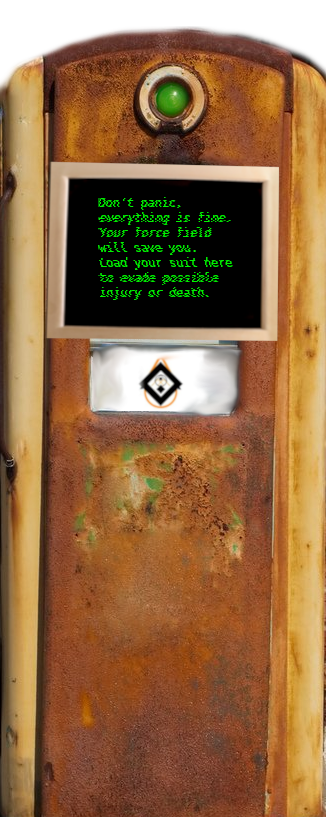 Don't panic,
everything is fine.
Your force field
will save you.
Load your suit here
to evade possible
injury or death.